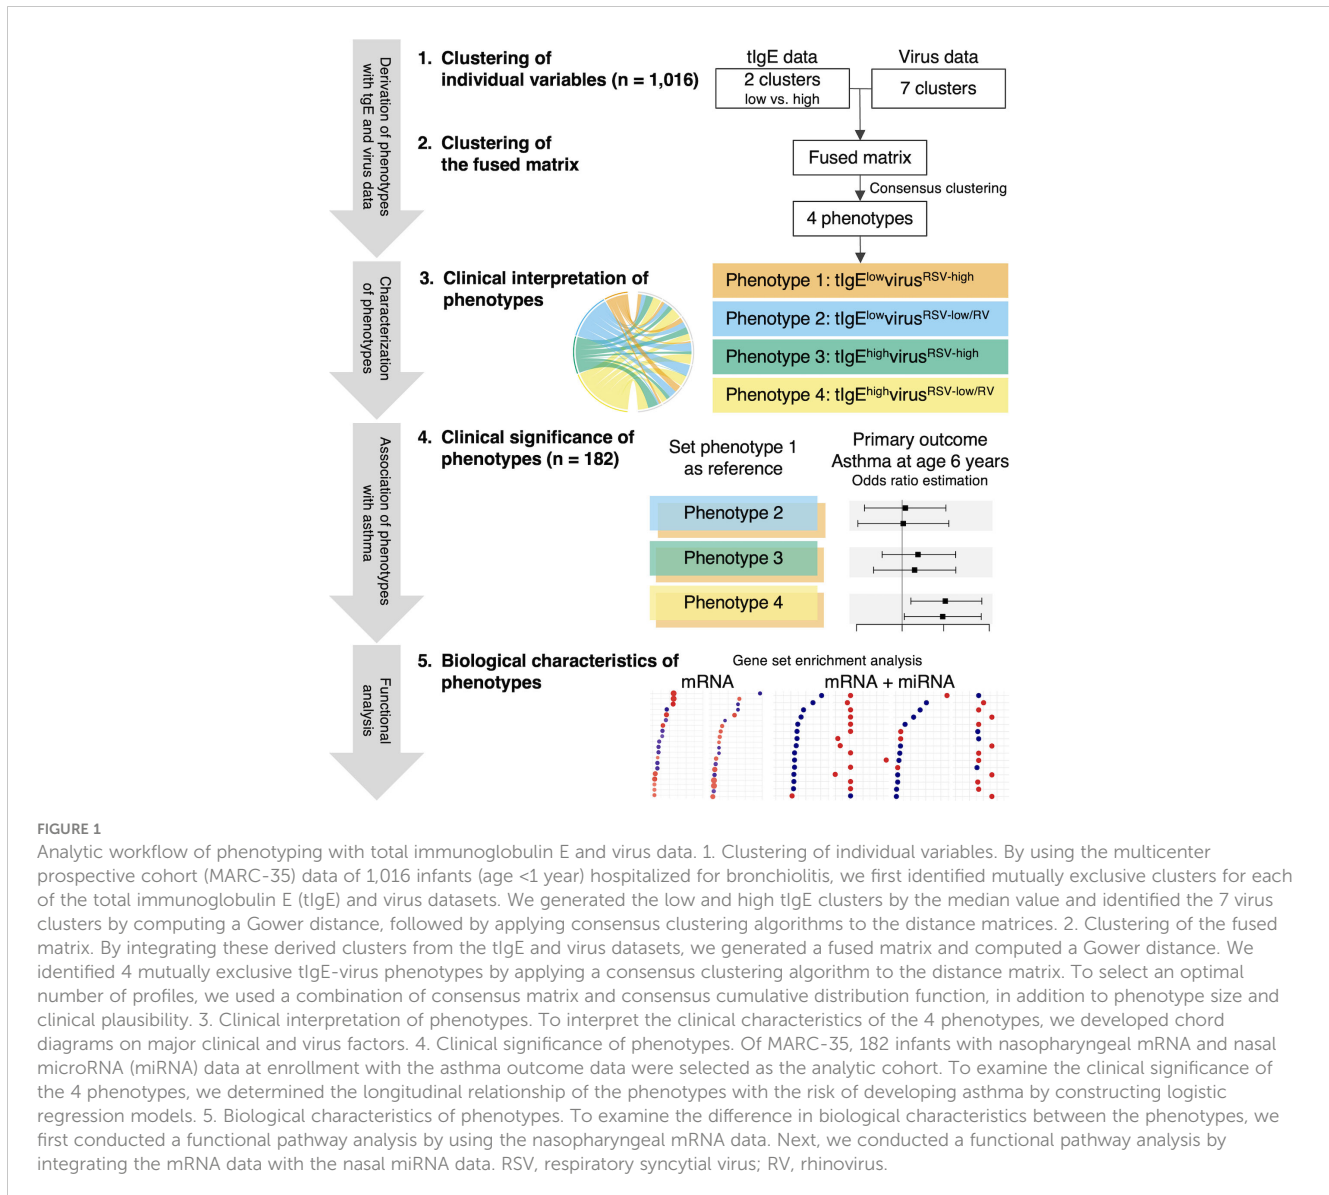 Derivation of phenotypes
with tgE and virus data
1. Clustering of
individual variables (n = 1,016)
tIgE data
2 clusters
low vs. high
Virus data
7 clusters
2. Clustering of
the fused matrix
Fused matrix
Consensus clustering
4 phenotypes
Characterization
of phenotypes
3. Clinical interpretation of
phenotypes
Phenotype 1: tIgElowvirusRSV-high
Phenotype 2: tIgElowvirusRSV-low/RV
Phenotype 3: tIgEhighvirusRSV-high
Phenotype 4: tIgEhighvirusRSV-low/RV
Association of phenotypes
with asthma
4. Clinical significance of
phenotypes (n = 182)
Set phenotype 1
as reference
Primary outcome
Asthma at age 6 years
Odds ratio estimation
Phenotype 2
Phenotype 3
Phenotype 4
Functional
analysis
5. Biological characteristics of
phenotypes
Gene set enrichment analysis
mRNA
mRNA + miRNA
FIGURE 1
Analytic workflow of phenotyping with total immunoglobulin E and virus data. 1. Clustering of individual variables. By using the multicenter
prospective cohort (MARC-35) data of 1,016 infants (age <1 year) hospitalized for bronchiolitis, we first identified mutually exclusive clusters for each
of the total immunoglobulin E (tIgE) and virus datasets. We generated the low and high tIgE clusters by the median value and identified the 7 virus
clusters by computing a Gower distance, followed by applying consensus clustering algorithms to the distance matrices. 2. Clustering of the fused
matrix. By integrating these derived clusters from the tIgE and virus datasets, we generated a fused matrix and computed a Gower distance. We
identified 4 mutually exclusive tIgE-virus phenotypes by applying a consensus clustering algorithm to the distance matrix. To select an optimal
number of profiles, we used a combination of consensus matrix and consensus cumulative distribution function, in addition to phenotype size and
clinical plausibility. 3. Clinical interpretation of phenotypes. To interpret the clinical characteristics of the 4 phenotypes, we developed chord
diagrams on major clinical and virus factors. 4. Clinical significance of phenotypes. Of MARC-35, 182 infants with nasopharyngeal mRNA and nasal
microRNA (miRNA) data at enrollment with the asthma outcome data were selected as the analytic cohort. To examine the clinical significance of
the 4 phenotypes, we determined the longitudinal relationship of the phenotypes with the risk of developing asthma by constructing logistic
regression models. 5. Biological characteristics of phenotypes. To examine the difference in biological characteristics between the phenotypes, we
first conducted a functional pathway analysis by using the nasopharyngeal mRNA data. Next, we conducted a functional pathway analysis by
integrating the mRNA data with the nasal miRNA data. RSV, respiratory syncytial virus; RV, rhinovirus.